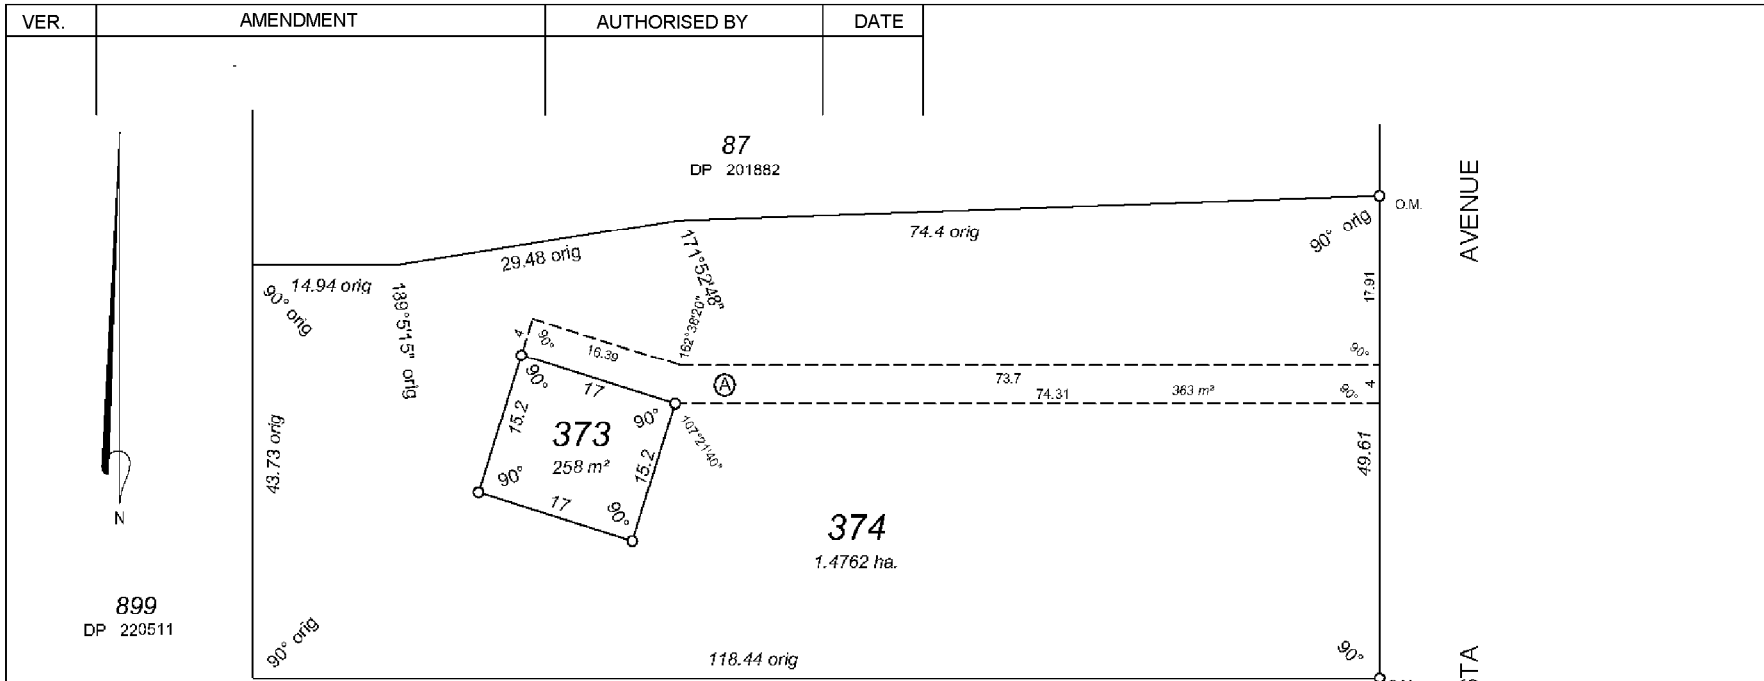 VER. AMENDMENT AUTHORISED BY DATE
87
DP 201882
AVENUE
O.M.
90° orig
74.4 orig
29.48 orig
171°52'48"
17.91
14.94 orig
90° orig
189°5'15" orig
162°38'20"
4
90°
16.39
90°
73.7
A
74.31
363 m²
90°
4
90°
17
15.2
90°
373
258 m²
107°21'40"
15.2
90°
17
90°
43.73 orig
49.61
N
374
1.4762 ha.
899
DP 220511
90° orig
118.44 orig
90°
STA